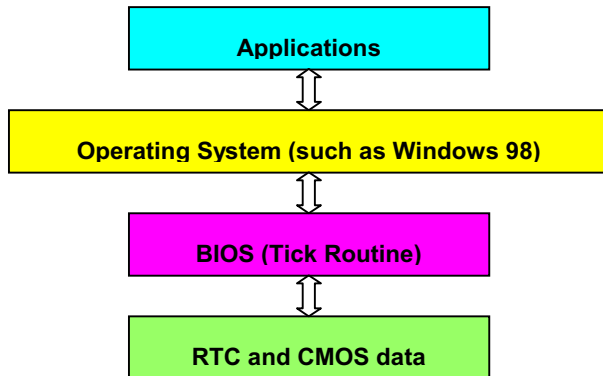 Applications
Operating System (such as Windows 98)
BIOS (Tick Routine)
RTC and CMOS data